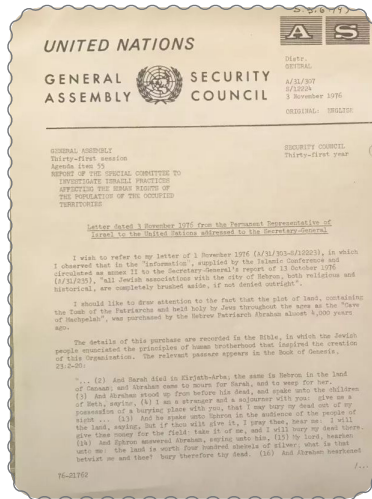 UNITED NATIONS
A S
GENERAL ASSEMBLY
SECURITY COUNCIL
Distr.
GENERAL
A/31/307
S/12224
3 November 1976
ORIGINAL: ENGLISH
GENERAL ASSEMBLY
Thirty-first session
Agenda item 55
REPORT OF THE SPECIAL COMMITTEE TO
INVESTIGATE ISRAELI PRACTICES
AFFECTING THE HUMAN RIGHTS OF
THE POPULATION OF THE OCCUPIED
TERRITORIES
SECURITY COUNCIL
Thirty-first year
Letter dated 3 November 1976 from the Permanent Representative of
Israel to the United Nations addressed to the Secretary-General
I wish to refer to my letter of 1 November 1976 (A/31/303-S/12223), in which
I observed that in the "information", supplied by the Islamic Conference and
circulated as annex II to the Secretary-General's report of 13 October 1976
(A/31/235), "all Jewish associations with the city of Hebron, both religious and
historical, are completely brushed aside, if not denied outright".
I should like to draw attention to the fact that the plot of land, containing
the Tomb of the Patriarchs and held holy by Jews throughout the ages as the "Cave
of Machpelah", was purchased by the Hebrew Patriarch Abraham almost 4,000 years
ago.
The details of this purchase are recorded in the Bible, in which the Jewish
people enunciated the principles of human brotherhood that inspired the creation
of this Organization. The relevant passage appears in the Book of Genesis,
23.2-20:
"... (2) And Sarah died in Kirjath-Arba; the same is Hebron in the land
of Canaan: and Abraham came to mourn for Sarah, and to weep for her.
(3) And Abraham stood up from before his dead, and spake unto the children
of Heth, saying, (4) I am a stranger and a sojourner with you: give me a
possession of a burying place with you, that I may bury my dead out of my
sight ... (13) And he spake unto Ephron in the audience of the people of
the land, saying, But if thou wilt give it, I pray thee, hear me: I will
give thee money for the field: take it of me, and I will bury my dead there.
(14) And Ephron answered Abraham, saying unto him, (15) My lord, hearken
unto me: the land is worth four hundred shekels of silver; what is that
betwixt me and thee? bury therefore thy dead. (16) And Abraham hearkened
/...
76-21762